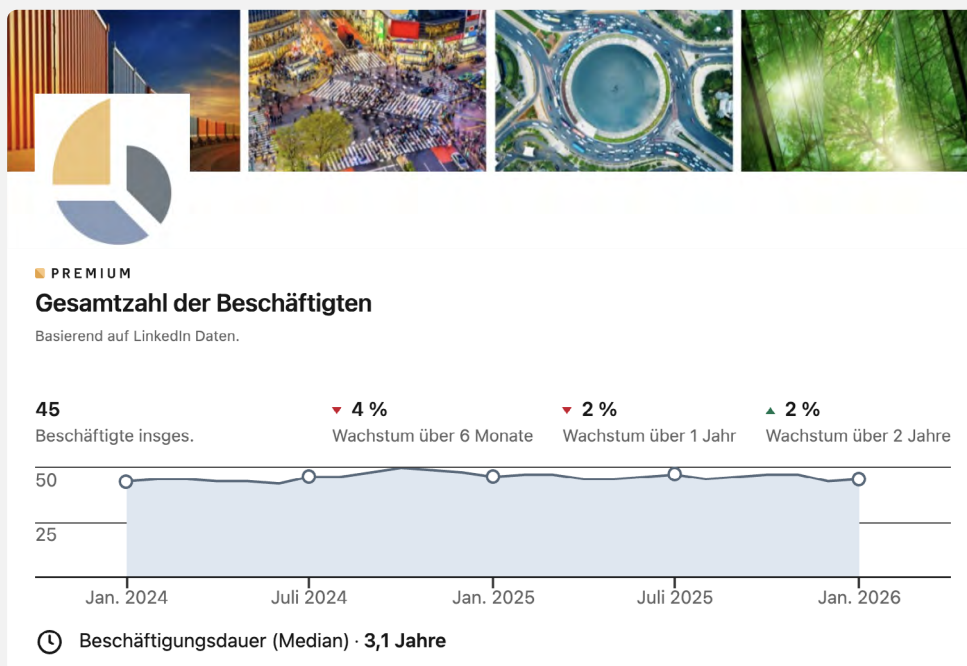 PREMIUM
Gesamtzahl der Beschäftigten
Basierend auf LinkedIn Daten.
45
Beschäftigte insges.
4 %
Wachstum über 6 Monate
2 %
Wachstum über 1 Jahr
2 %
Wachstum über 2 Jahre
50
25
Jan. 2024
Juli 2024
Jan. 2025
Juli 2025
Jan. 2026
Beschäftigungsdauer (Median) · 3,1 Jahre